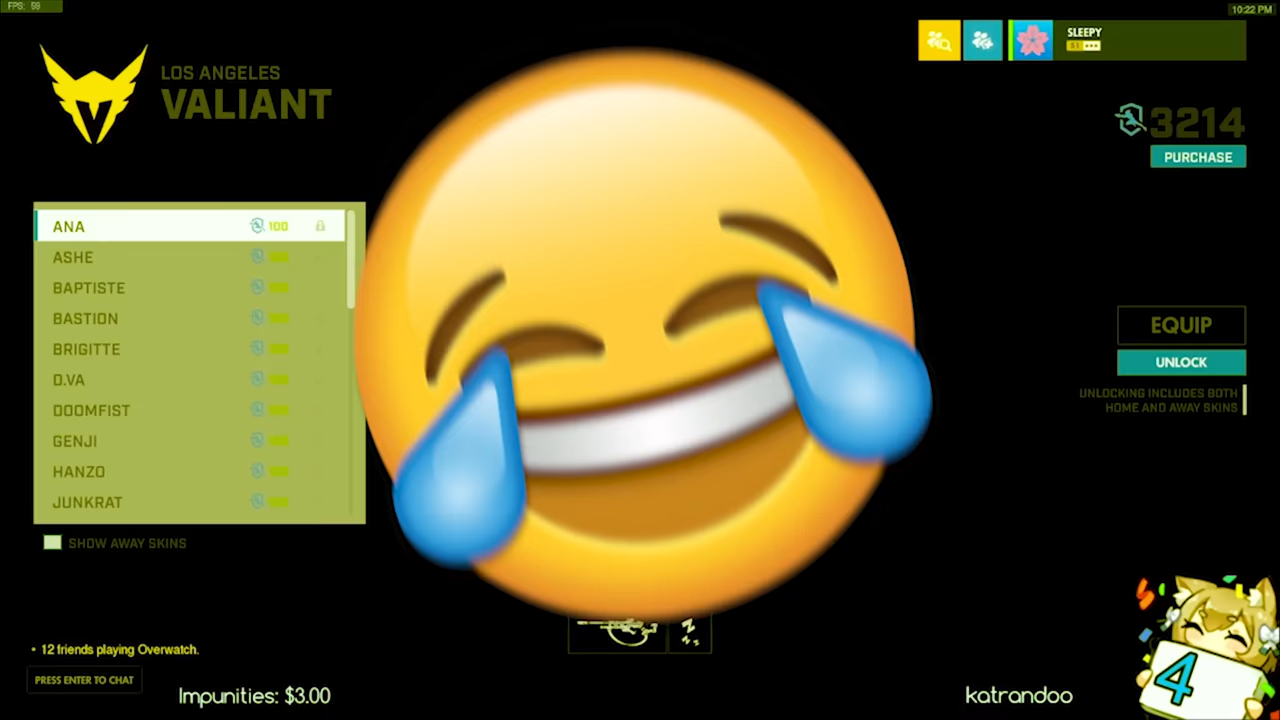 FPS: 59
10:22 PM
LOS ANGELES
VALIANT
SLEEPY
51
3214
PURCHASE
ANA 100
ASHE
BAPTISTE
BASTION
BRIGITTE
D.VA
DOOMFIST
GENJI
HANZO
JUNKRAT
EQUIP
UNLOCK
UNLOCKING INCLUDES BOTH
HOME AND AWAY SKINS
SHOW AWAY SKINS
• 12 friends playing Overwatch.
PRESS ENTER TO CHAT
Impunities: $3.00
katrandoo
4